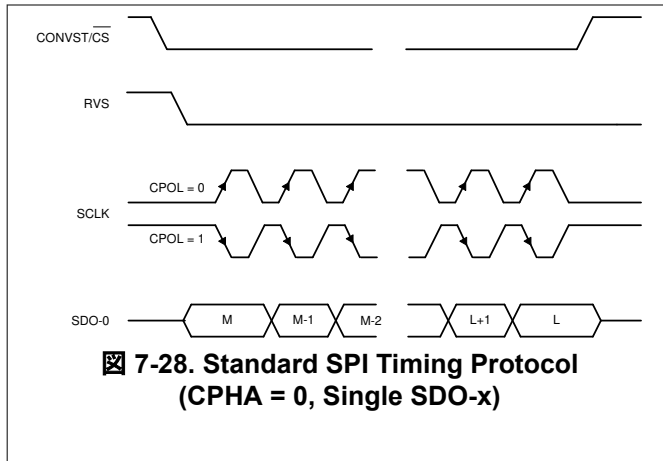 CONVST/CS
RVS
CPOL = 0
SCLK
CPOL = 1
SDO-0
M
M-1
M-2
L+1
L
図 7-28. Standard SPI Timing Protocol
(CPHA = 0, Single SDO-x)